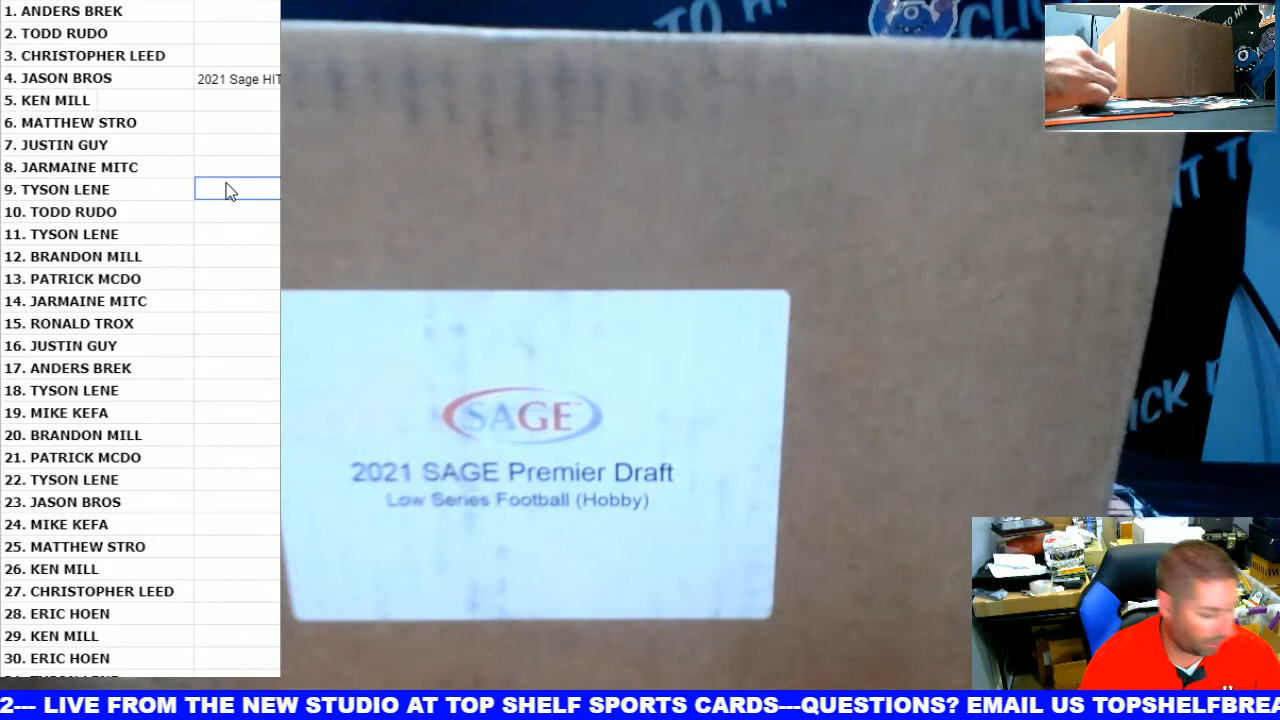 1. ANDERS BREK
2. TODD RUDO
3. CHRISTOPHER LEED
4. JASON BROS 2021 Sage HIT
5. KEN MILL
6. MATTHEW STRO
7. JUSTIN GUY
8. JARMAINE MITC
9. TYSON LENE
10. TODD RUDO
11. TYSON LENE
12. BRANDON MILL
13. PATRICK MCDO
14. JARMAINE MITC
15. RONALD TROX
16. JUSTIN GUY
17. ANDERS BREK
18. TYSON LENE
19. MIKE KEFA
20. BRANDON MILL
21. PATRICK MCDO
22. TYSON LENE
23. JASON BROS
24. MIKE KEFA
25. MATTHEW STRO
26. KEN MILL
27. CHRISTOPHER LEED
28. ERIC HOEN
29. KEN MILL
30. ERIC HOEN
TO HIT
CLICK
IT TO
SAGE
2021 SAGE Premier Draft
Low Series Football (Hobby)
2--- LIVE FROM THE NEW STUDIO AT TOP SHELF SPORTS CARDS---QUESTIONS? EMAIL US TOPSHELFBREA